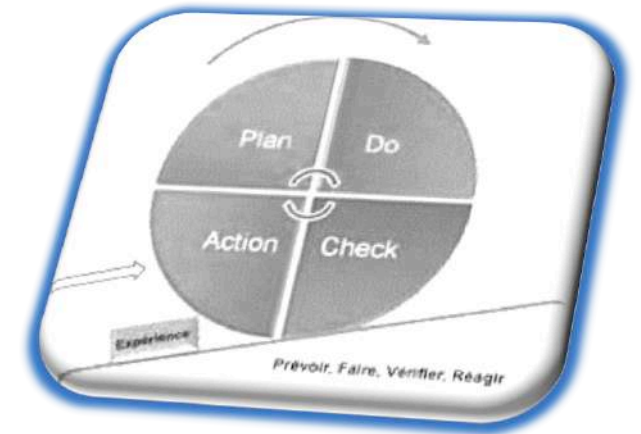 Plan
Do
Action
Check
Expérience
Prévoir, Faire, Vérifier, Réagir